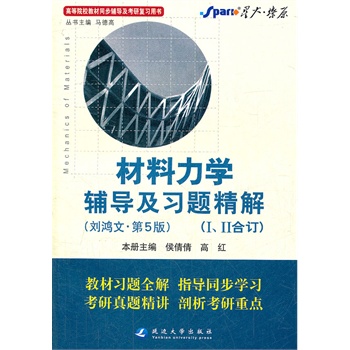 高等院校教材同步辅导及考研复习用书
丛书主编 马德高
Spark® 星火·燎原
Mechanics of Materials
材料力学
辅导及习题精解
(刘鸿文·第5版) (I、II合订)
本册主编 侯倩倩 高红
教材习题全解 指导同步学习
考研真题精讲 剖析考研重点
延边大学出版社
Yanbian university press